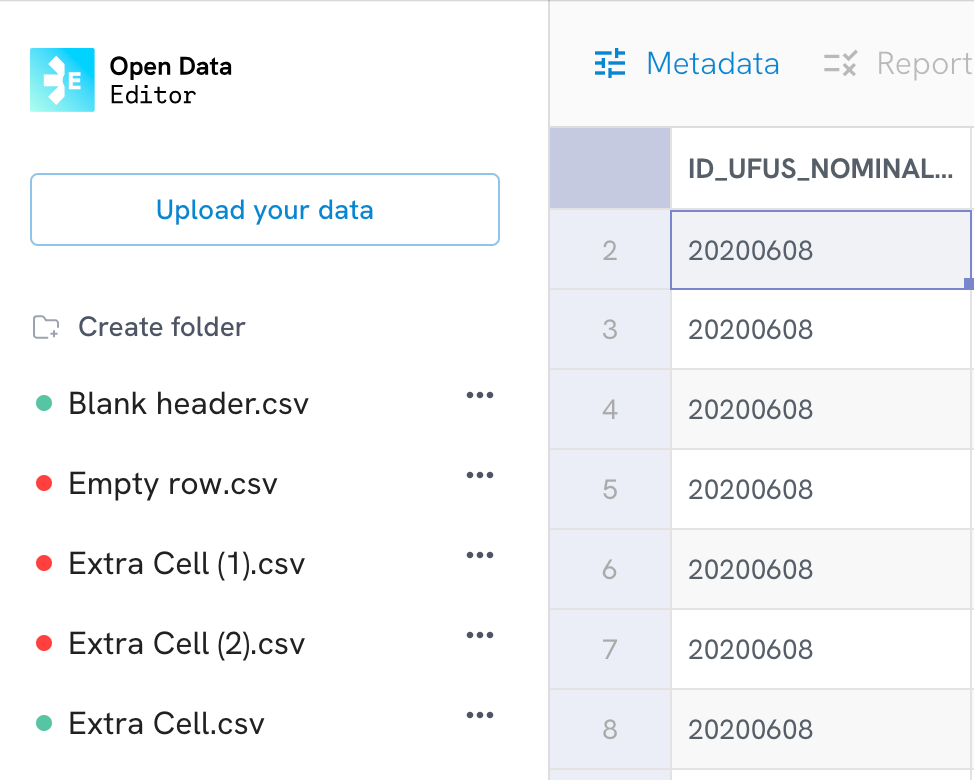 Open Data
Editor
E
Upload your data
Create folder
Blank header.csv
Empty row.csv
Extra Cell (1).csv
Extra Cell (2).csv
Extra Cell.csv
Metadata
Report
ID_UFUS_NOMINAL...
2 20200608
3 20200608
4 20200608
5 20200608
6 20200608
7 20200608
8 20200608